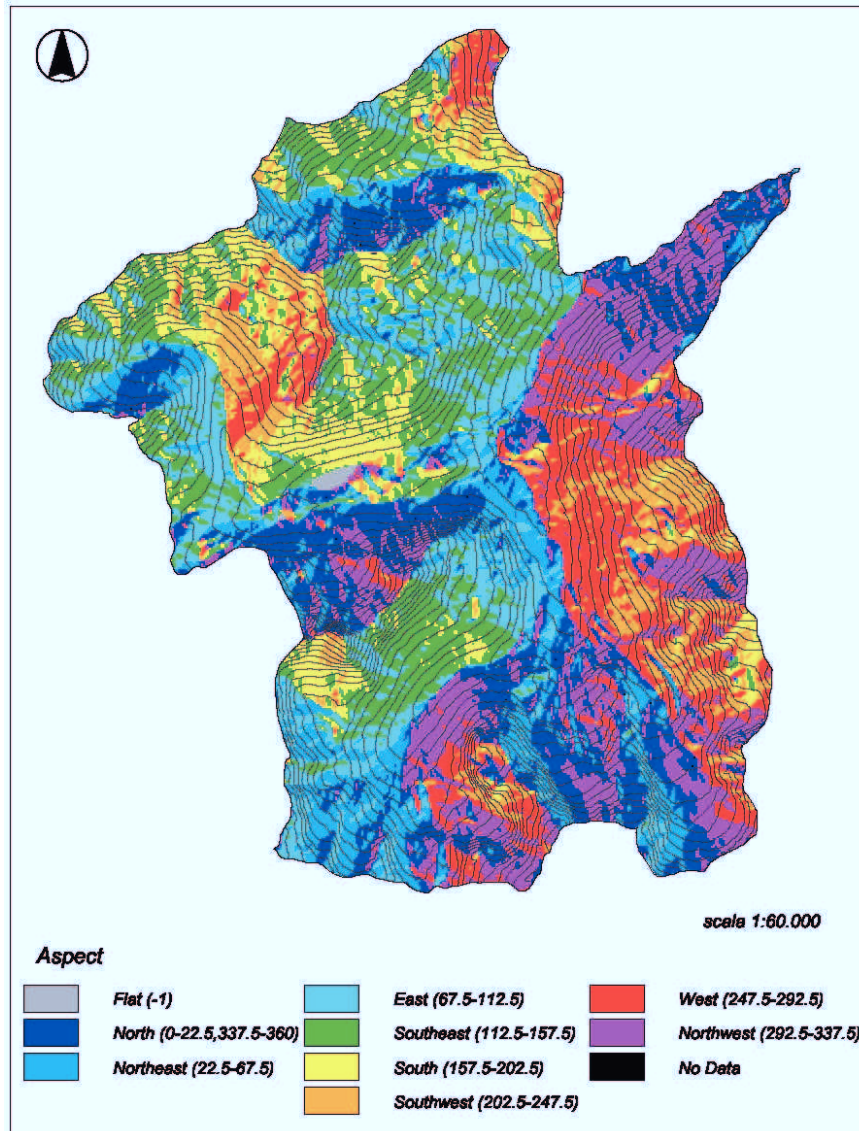 scala 1:60.000
Aspect
Flat (-1)
North (0-22.5,337.5-360)
Northeast (22.5-67.5)
East (67.5-112.5)
Southeast (112.5-157.5)
South (157.5-202.5)
Southwest (202.5-247.5)
West (247.5-292.5)
Northwest (292.5-337.5)
No Data